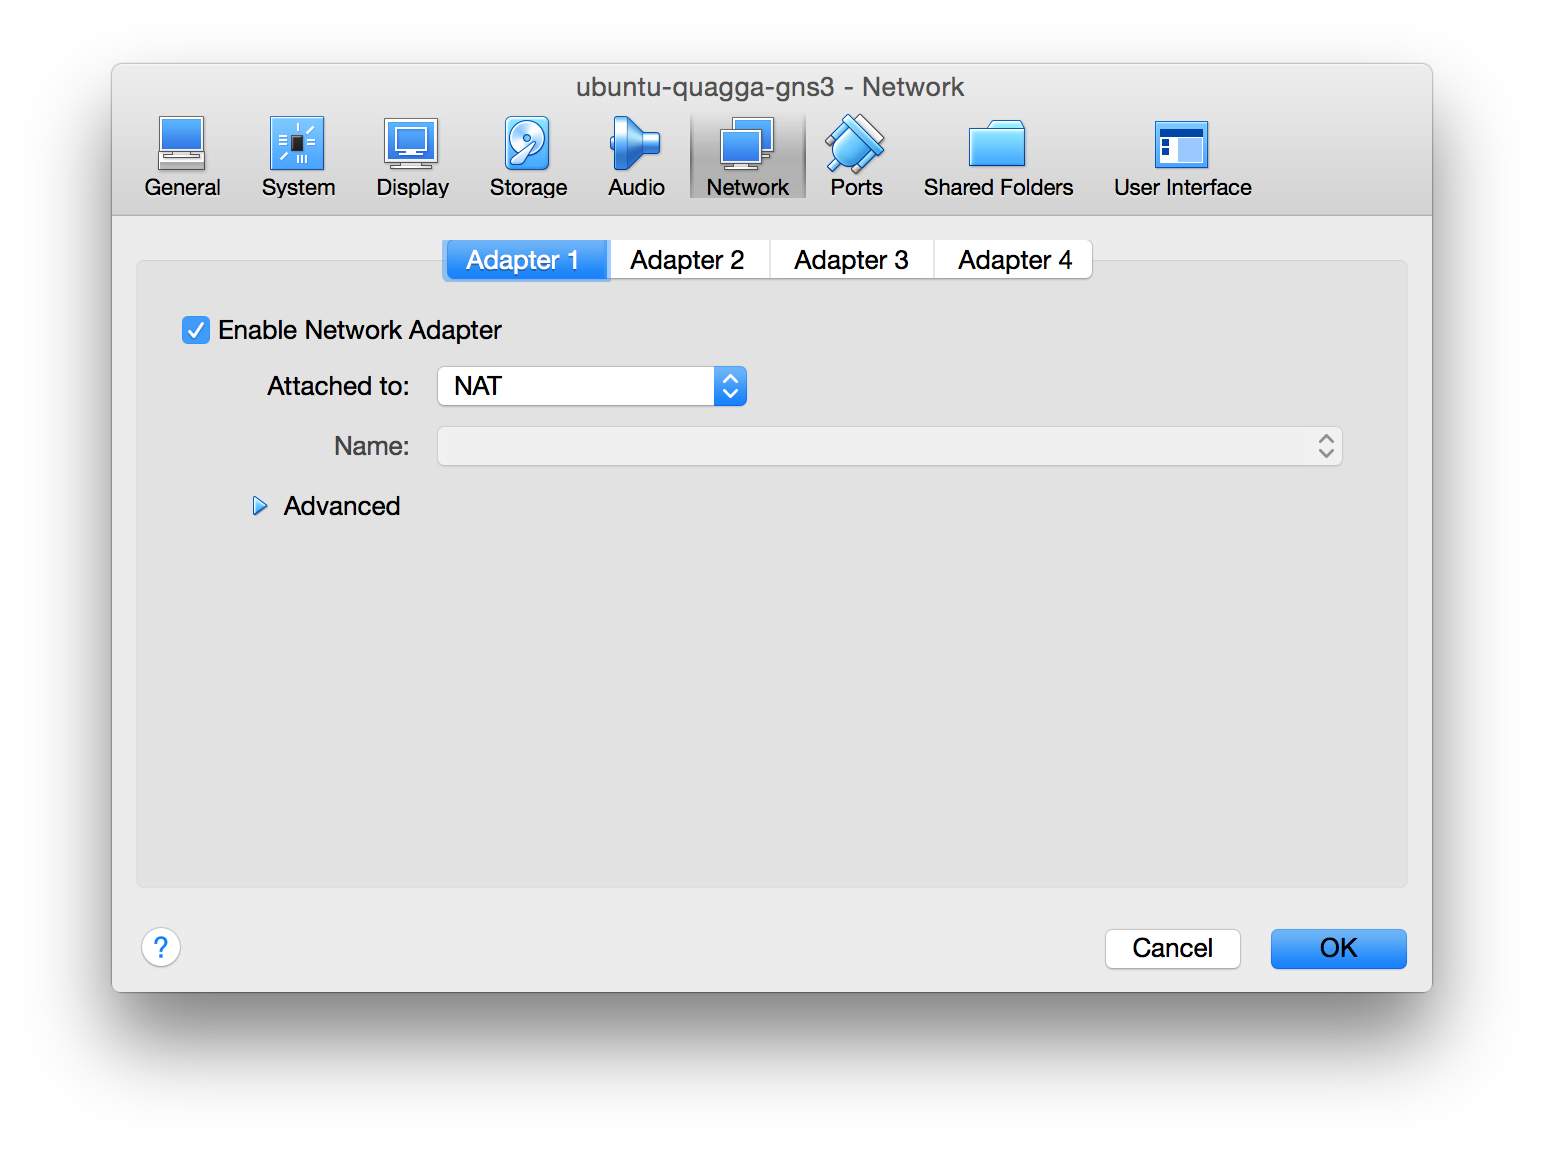 ubuntu-quagga-gns3 - Network
General System Display Storage Audio Network Ports Shared Folders User Interface
Adapter 1 Adapter 2 Adapter 3 Adapter 4
Enable Network Adapter
Attached to: NAT
Name:
Advanced
? Cancel OK